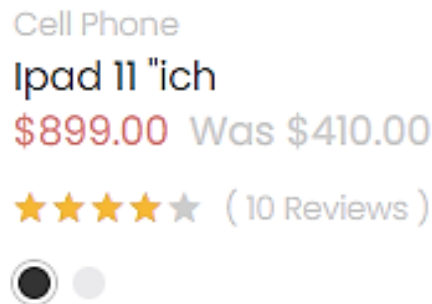 Cell Phone
Ipad 11 "ich
$899.00 Was $410.00
( 10 Reviews )